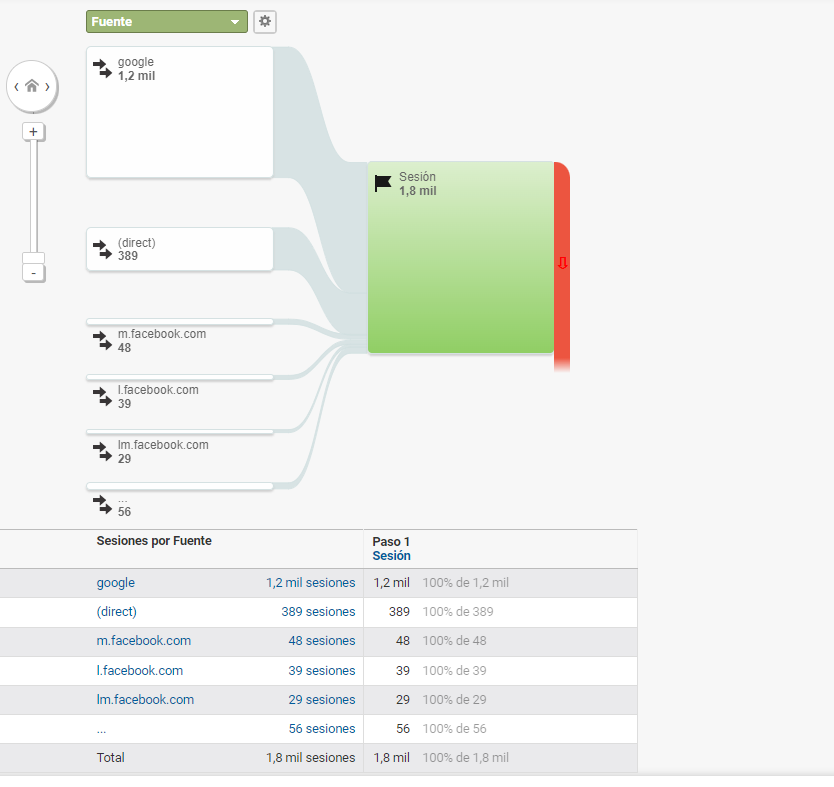 Fuente
google
1,2 mil
Sesión
1,8 mil
(direct)
389
m.facebook.com
48
l.facebook.com
39
lm.facebook.com
29
...
56
+
-
Sesiones por Fuente
Paso 1
Sesión
google 1,2 mil sesiones 1,2 mil 100% de 1,2 mil
(direct) 389 sesiones 389 100% de 389
m.facebook.com 48 sesiones 48 100% de 48
l.facebook.com 39 sesiones 39 100% de 39
lm.facebook.com 29 sesiones 29 100% de 29
... 56 sesiones 56 100% de 56
Total 1,8 mil sesiones 1,8 mil 100% de 1,8 mil